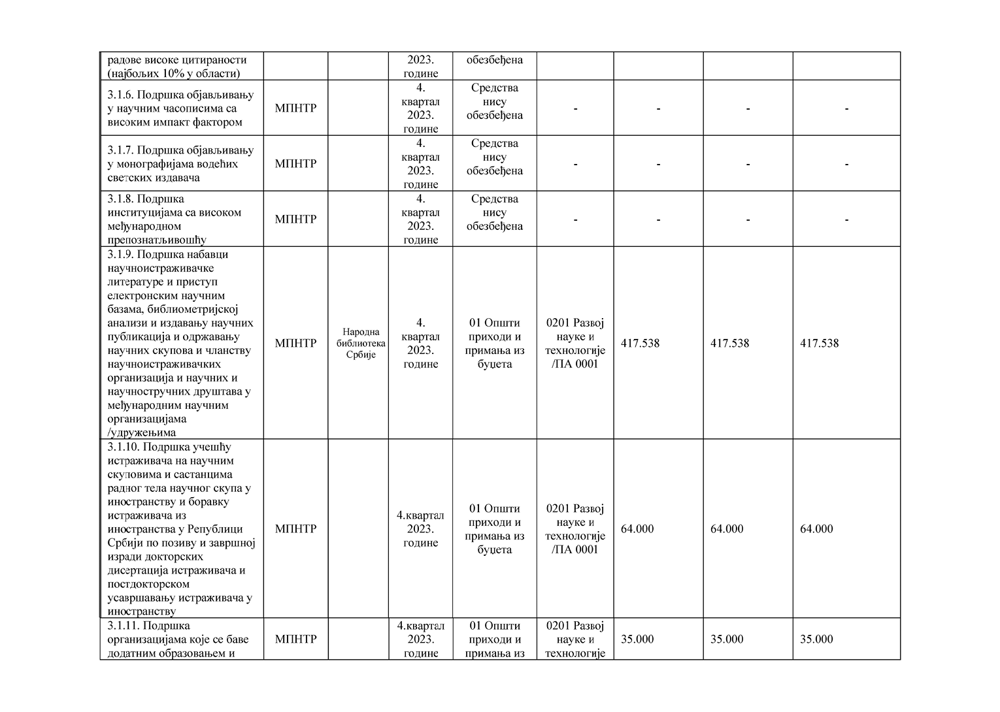 радове високе цитираности
(најбољих 10% у области)
2023.
године
обезбеђена
3.1.6. Подршка објављивању
у научним часописима са
високим импакт фактором
МПНТР
4.
квартал
2023.
године
Средства
нису
обезбеђена
-
-
-
-
3.1.7. Подршка објављивању
у монографијама водећих
светских издавача
МПНТР
4.
квартал
2023.
године
Средства
нису
обезбеђена
-
-
-
-
3.1.8. Подршка
институцијама са високом
међународном
препознатљивошћу
МПНТР
4.
квартал
2023.
године
Средства
нису
обезбеђена
-
-
-
-
3.1.9. Подршка набавци
научноистраживачке
литературе и приступ
електронским научним
базама, библиометријској
анализи и издавању научних
публикација и одржавању
научних скупова и чланству
научноистраживачких
организација и научних и
научностручних друштава у
међународним научним
организацијама
/удружењима
МПНТР
Народна
библиотека
Србије
4.
квартал
2023.
године
01 Општи
приходи и
примања из
буџета
0201 Развој
науке и
технологије
/ПА 0001
417.538
417.538
417.538
3.1.10. Подршка учешћу
истраживача на научним
скуповима и састанцима
радног тела научног скупа у
иностранству и боравку
истраживача из
иностранства у Републици
Србији по позиву и завршној
изради докторских
дисертација истраживача и
постдокторском
усавршавању истраживача у
иностранству
МПНТР
4.квартал
2023.
године
01 Општи
приходи и
примања из
буџета
0201 Развој
науке и
технологије
/ПА 0001
64.000
64.000
64.000
3.1.11. Подршка
организацијама које се баве
додатним образовањем и
МПНТР
4.квартал
2023.
године
01 Општи
приходи и
примања из
0201 Развој
науке и
технологије
35.000
35.000
35.000